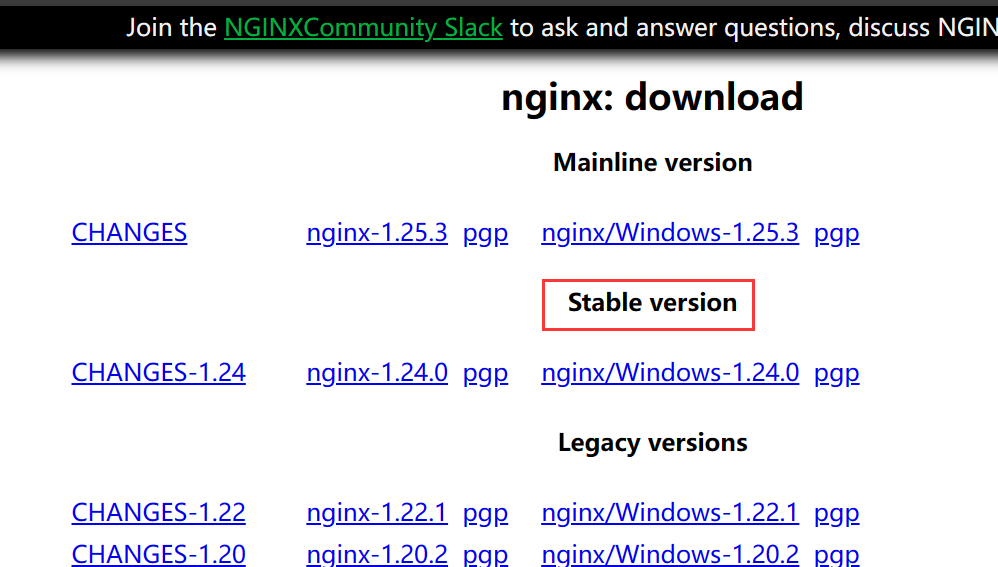 Join the NGINXCommunity Slack to ask and answer questions, discuss NGIN
nginx: download
Mainline version
CHANGES nginx-1.25.3 pgp nginx/Windows-1.25.3 pgp
Stable version
CHANGES-1.24 nginx-1.24.0 pgp nginx/Windows-1.24.0 pgp
Legacy versions
CHANGES-1.22 nginx-1.22.1 pgp nginx/Windows-1.22.1 pgp
CHANGES-1.20 nginx-1.20.2 pgp nginx/Windows-1.20.2 pgp